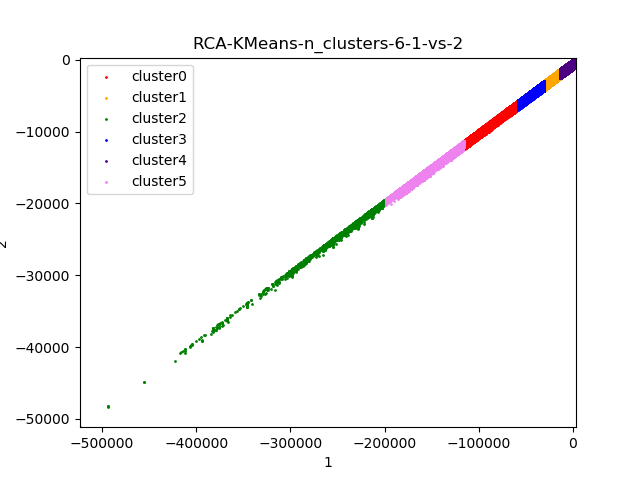 RCA-KMeans-n_clusters-6-1-vs-2
cluster0
cluster1
cluster2
cluster3
cluster4
cluster5
0
−10000
−20000
−30000
−40000
−50000
2
−500000
−400000
−300000
−200000
−100000
0
1